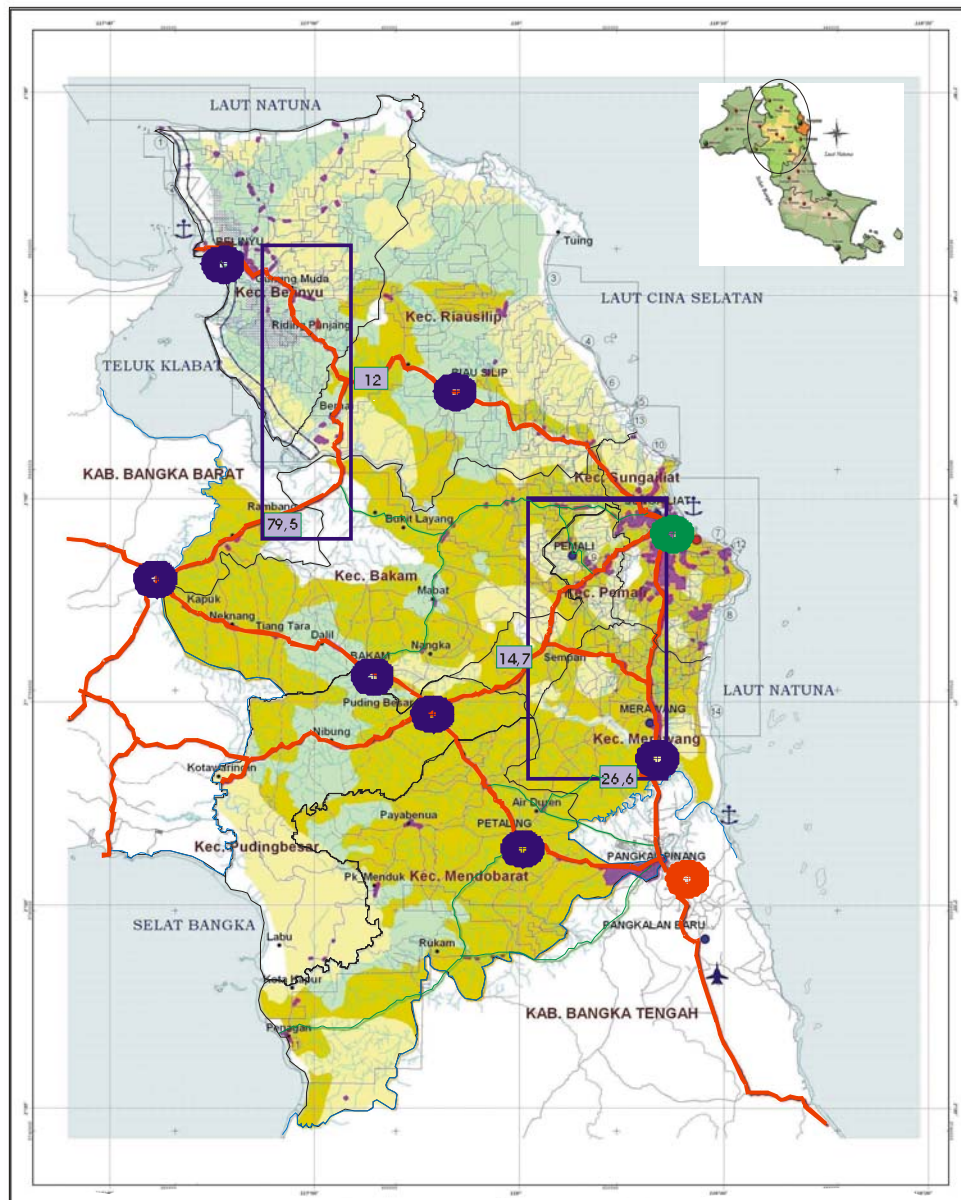 LAUT NATUNA
Laut Natuna
BELINYU
Tuing
Gunung Muda
Kec. Belinyu
LAUT CINA SELATAN
Kec. Riausilip
Riding Panjang
TELUK KLABAT
12
RIAU SILIP
KAB. BANGKA BARAT
Kec. Sungailiat
Bukit Layang
79,5
PEMALI
Kec. Bakam
Kec. Pemali
Mabat
Kapuk
Neknang
Tiang Tara
Dalil
Nangka
BAKAM
14,7
LAUT NATUNA
Puding Besar
MERAWANG
Nibung
Kec. Merawang
Kotawaringin
26,6
Air Duren
Payabenua
PETALING
Kec. Pudingbesar
PANGKALPINANG
Pk. Menduk
Kec. Mendobarat
SELAT BANGKA
PANGKALAN BARU
Labu
Rukam
Kota Kapur
KAB. BANGKA TENGAH
Penagan